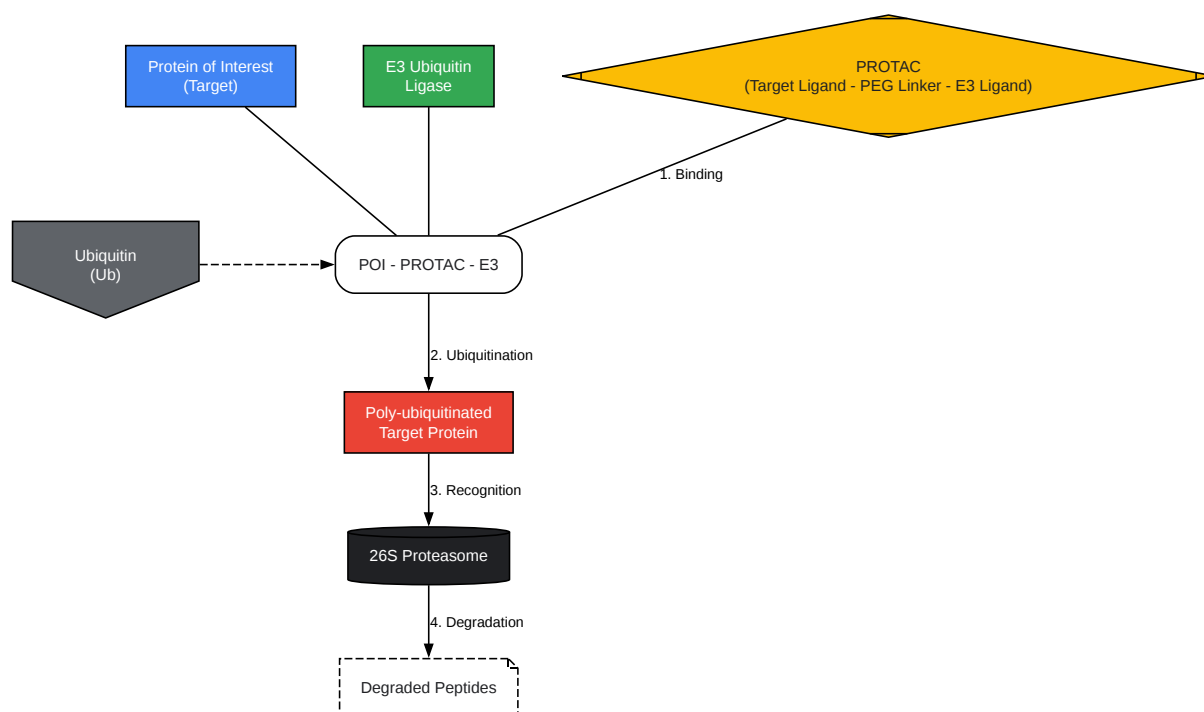 Protein of Interest
(Target)
E3 Ubiquitin
Ligase
PROTAC
(Target Ligand - PEG Linker - E3 Ligand)
1. Binding
Ubiquitin
(Ub)
POI - PROTAC - E3
2. Ubiquitination
Poly-ubiquitinated
Target Protein
3. Recognition
26S Proteasome
4. Degradation
Degraded Peptides